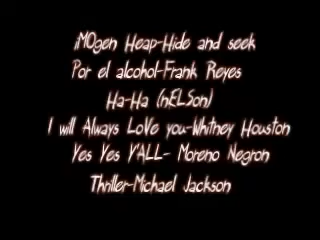 iMOgen Heap-Hide and seek
Por el alcohol-Frank Reyes
Ha-Ha (nELSon)
I will Always LoVe you-Whitney Houston
Yes Yes Y'ALL- Moreno Negron
Thriller-Michael Jackson